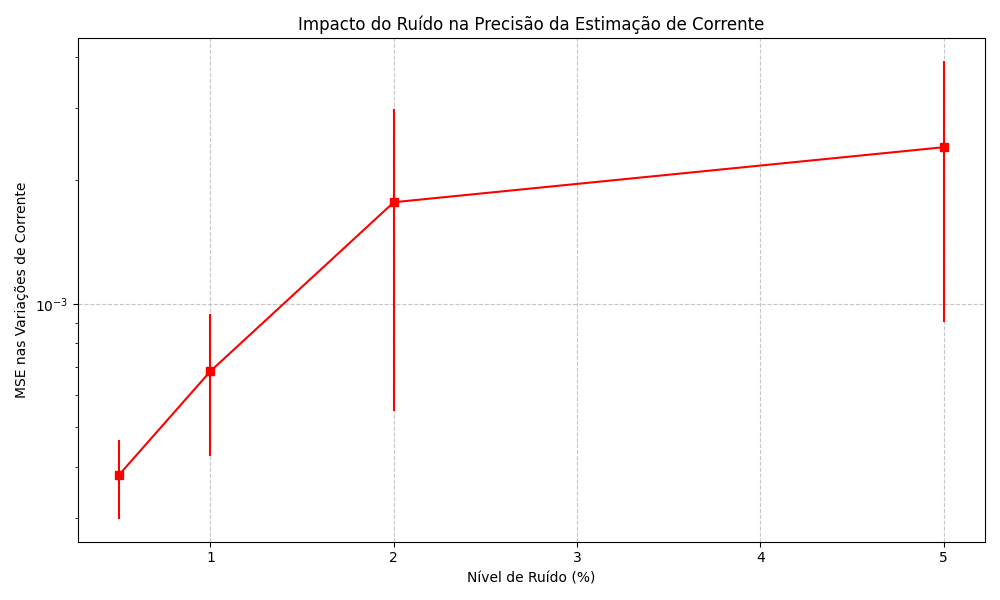 Impacto do Ruído na Precisão da Estimação de Corrente
MSE nas Variações de Corrente
10⁻³
1 2 3 4 5
Nível de Ruído (%)